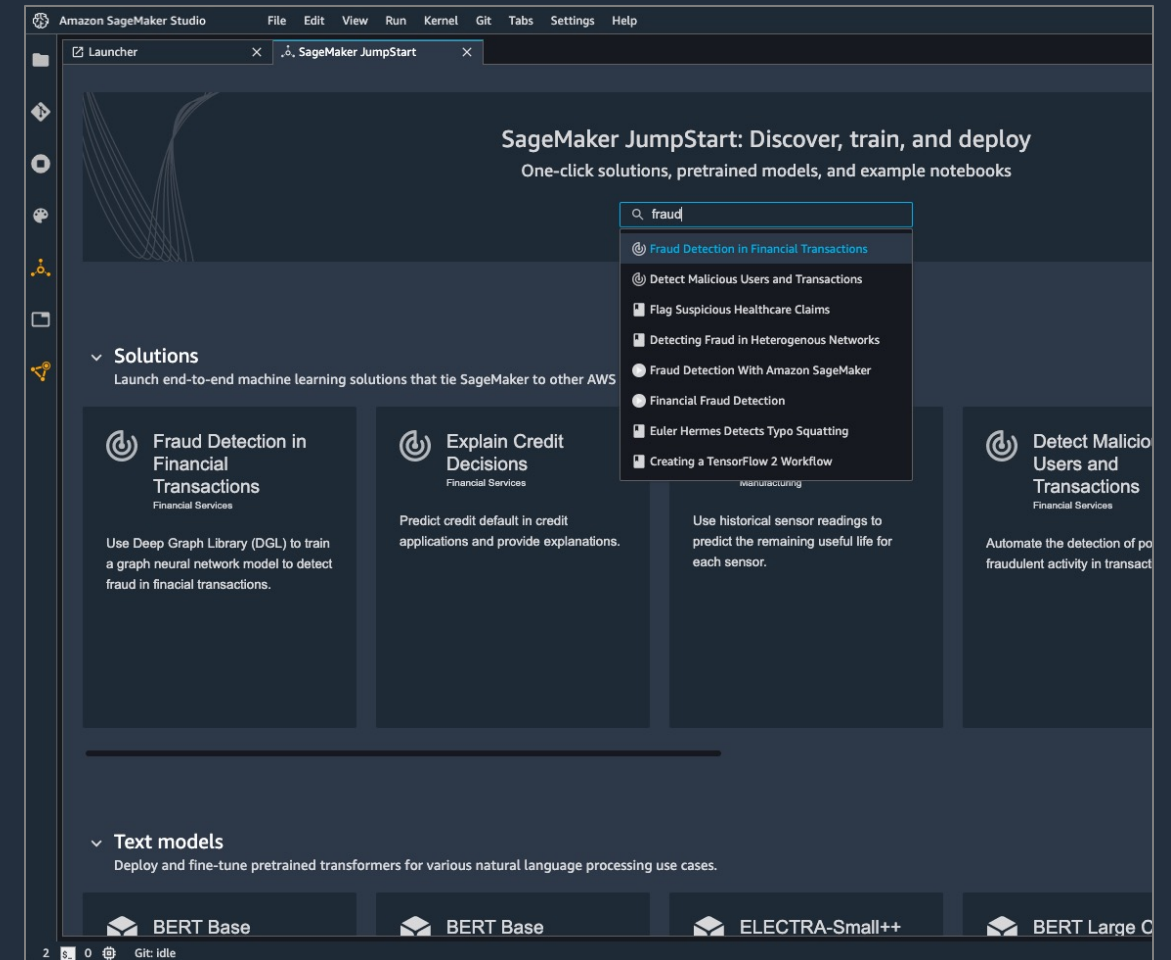 Amazon SageMaker Studio File Edit View Run Kernel Git Tabs Settings Help
Launcher SageMaker JumpStart
SageMaker JumpStart: Discover, train, and deploy
One-click solutions, pretrained models, and example notebooks
fraud
Fraud Detection in Financial Transactions
Detect Malicious Users and Transactions
Flag Suspicious Healthcare Claims
Detecting Fraud in Heterogenous Networks
Fraud Detection With Amazon SageMaker
Financial Fraud Detection
Euler Hermes Detects Typo Squatting
Creating a TensorFlow 2 Workflow
Solutions
Launch end-to-end machine learning solutions that tie SageMaker to other AWS
Fraud Detection in
Financial
Transactions
Financial Services
Use Deep Graph Library (DGL) to train
a graph neural network model to detect
fraud in finacial transactions.
Explain Credit
Decisions
Financial Services
Predict credit default in credit
applications and provide explanations.
Manufacturing
Use historical sensor readings to
predict the remaining useful life for
each sensor.
Detect Malicio
Users and
Transactions
Financial Services
Automate the detection of po
fraudulent activity in transact
Text models
Deploy and fine-tune pretrained transformers for various natural language processing use cases.
BERT Base
BERT Base
ELECTRA-Small++
BERT Large C
2 $_ 0 Git: idle